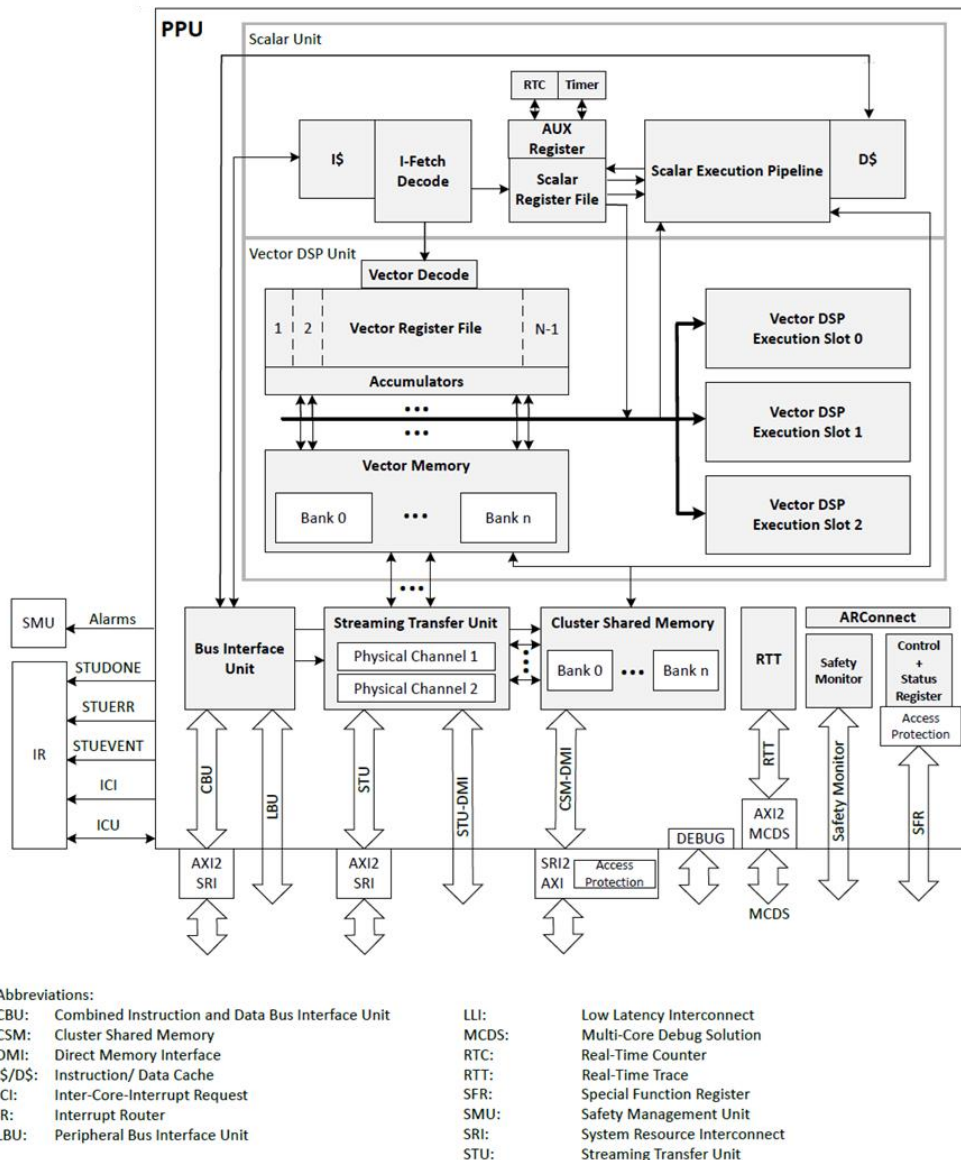 PPU
Scalar Unit
RTC Timer
AUX
Register
I$
I-Fetch
Decode
Scalar
Register File
Scalar Execution Pipeline
D$
Vector DSP Unit
Vector Decode
1 2 Vector Register File N-1
Accumulators
Vector DSP
Execution Slot 0
Vector DSP
Execution Slot 1
Vector DSP
Execution Slot 2
Vector Memory
Bank 0 Bank n
SMU
Alarms
IR
STUDONE
STUERR
STUEVENT
ICI
ICU
Bus Interface
Unit
Streaming Transfer Unit
Physical Channel 1
Physical Channel 2
Cluster Shared Memory
Bank 0 Bank n
RTT
ARConnect
Safety
Monitor
Control
+
Status
Register
Access
Protection
CBU
LBU
STU
STU-DMI
CSM-DMI
RTT
Safety Monitor
SFR
AXI2
SRI
AXI2
SRI
SRI2
AXI
Access
Protection
DEBUG
AXI2
MCDS
MCDS
Abbreviations:
CBU: Combined Instruction and Data Bus Interface Unit
CSM: Cluster Shared Memory
DMI: Direct Memory Interface
$/D$: Instruction/ Data Cache
CI: Inter-Core-Interrupt Request
R: Interrupt Router
LBU: Peripheral Bus Interface Unit
LLI: Low Latency Interconnect
MCDS: Multi-Core Debug Solution
RTC: Real-Time Counter
RTT: Real-Time Trace
SFR: Special Function Register
SMU: Safety Management Unit
SRI: System Resource Interconnect
STU: Streaming Transfer Unit